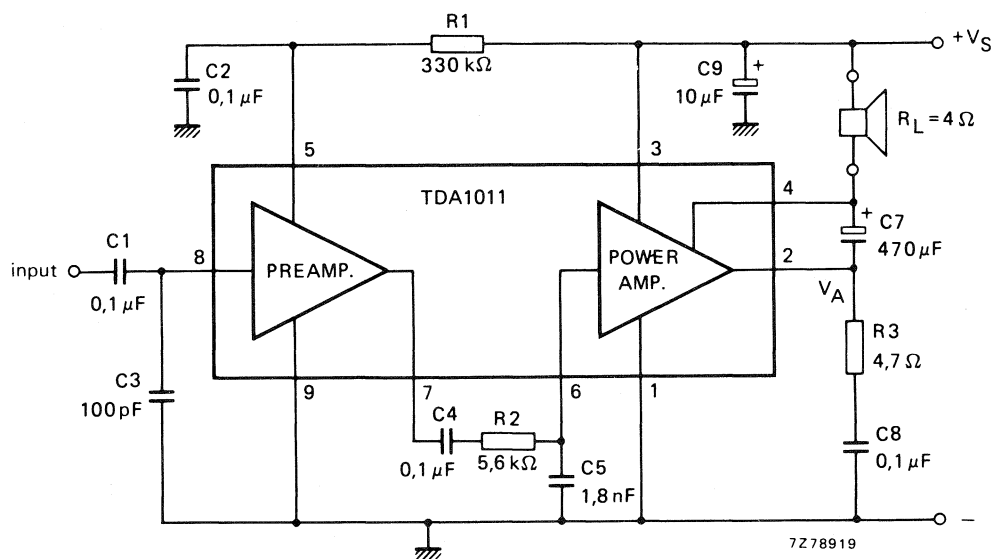 R1
+VS
330 kΩ
C2
0,1 μF
C9
+
10 μF
RL = 4 Ω
5
3
TDA1011
4
+
C7
470 μF
C1
input
8
PREAMP.
POWER
AMP.
2
VA
0,1 μF
R3
4,7 Ω
C3
100 pF
9
7
6
1
C4
R2
0,1 μF
5,6 kΩ
C5
1,8 nF
C8
0,1 μF
−
7Z78919